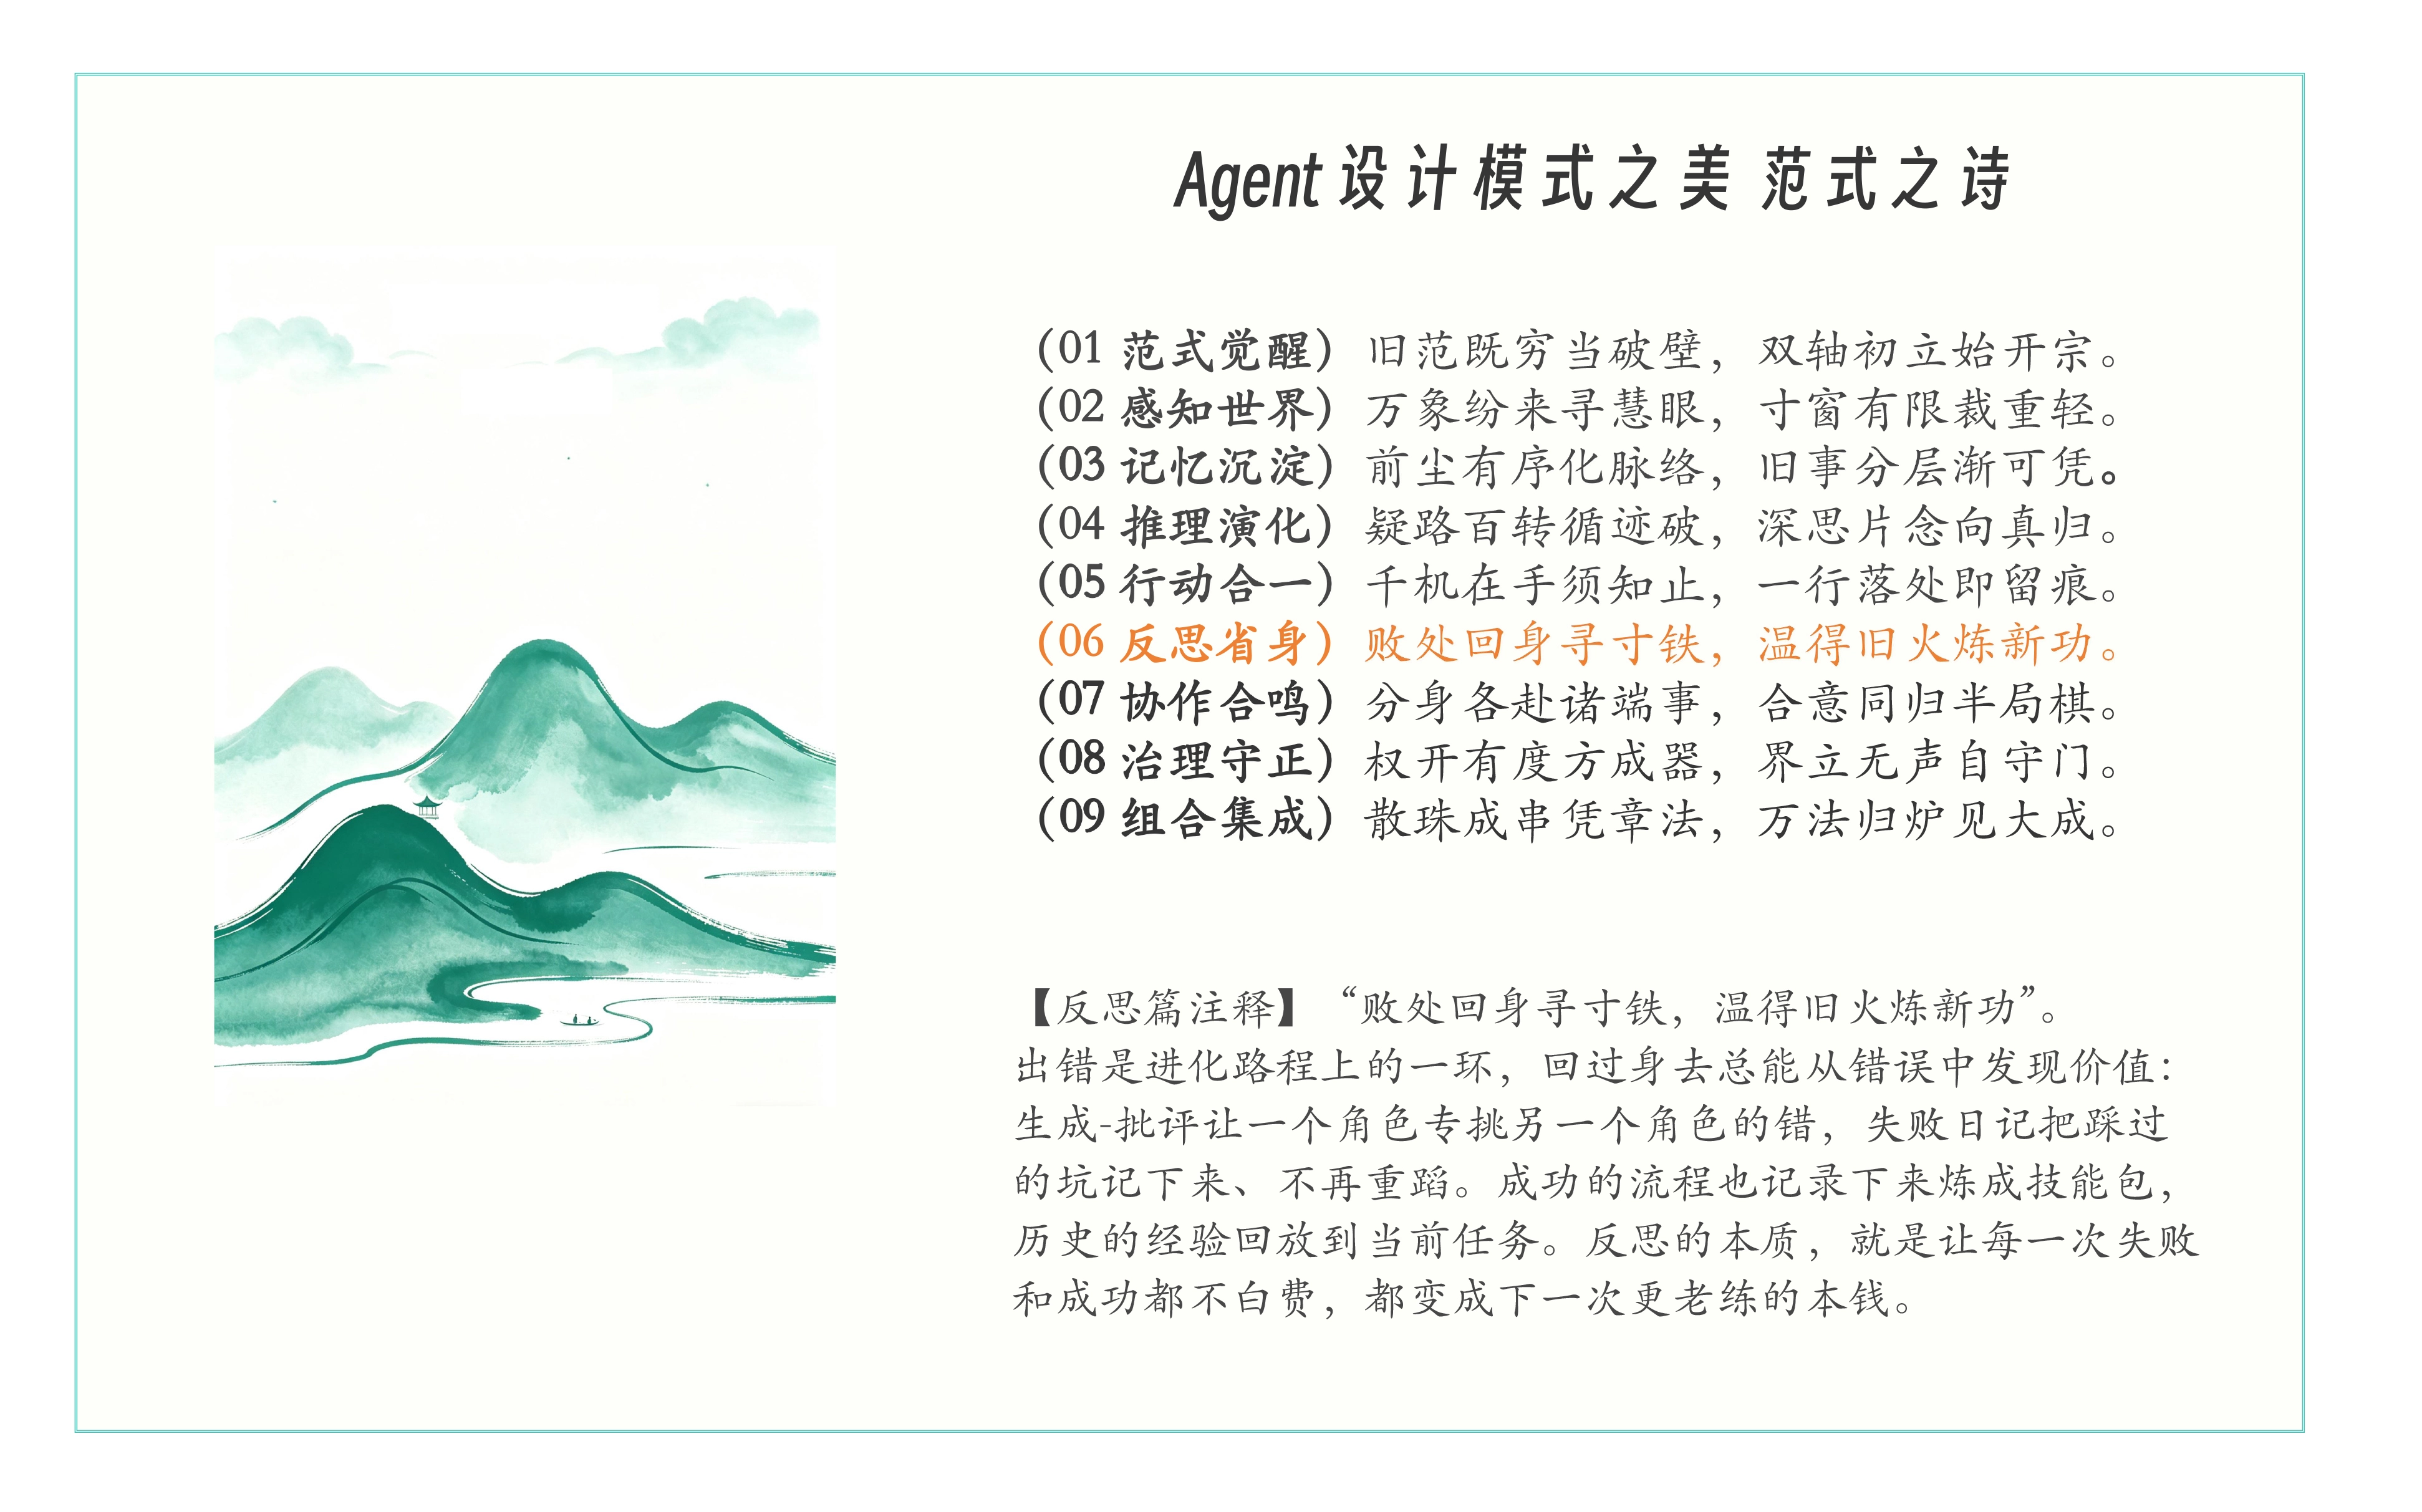 Agent 设计模式之美 范式之诗
（01 范式觉醒）旧范既穷当破壁，双轴初立始开宗。
（02 感知世界）万象纷来寻慧眼，寸窗有限裁重轻。
（03 记忆沉淀）前尘有序化脉络，旧事分层渐可凭。
（04 推理演化）疑路百转循迹破，深思片念向真归。
（05 行动合一）千机在手须知止，一行落处即留痕。
（06 反思省身）败处回身寻寸铁，温得旧火炼新功。
（07 协作合鸣）分身各赴诸端事，合意同归半局棋。
（08 治理守正）权开有度方成器，界立无声自守门。
（09 组合集成）散珠成串凭章法，万法归炉见大成。
【反思篇注释】“败处回身寻寸铁，温得旧火炼新功”。
出错是进化路程上的一环，回过身去总能从错误中发现价值：
生成-批评让一个角色专挑另一个角色的错，失败日记把踩过
的坑记下来、不再重蹈。成功的流程也记录下来炼成技能包，
历史的经验回放到当前任务。反思的本质，就是让每一次失败
和成功都不白费，都变成下一次更老练的本钱。